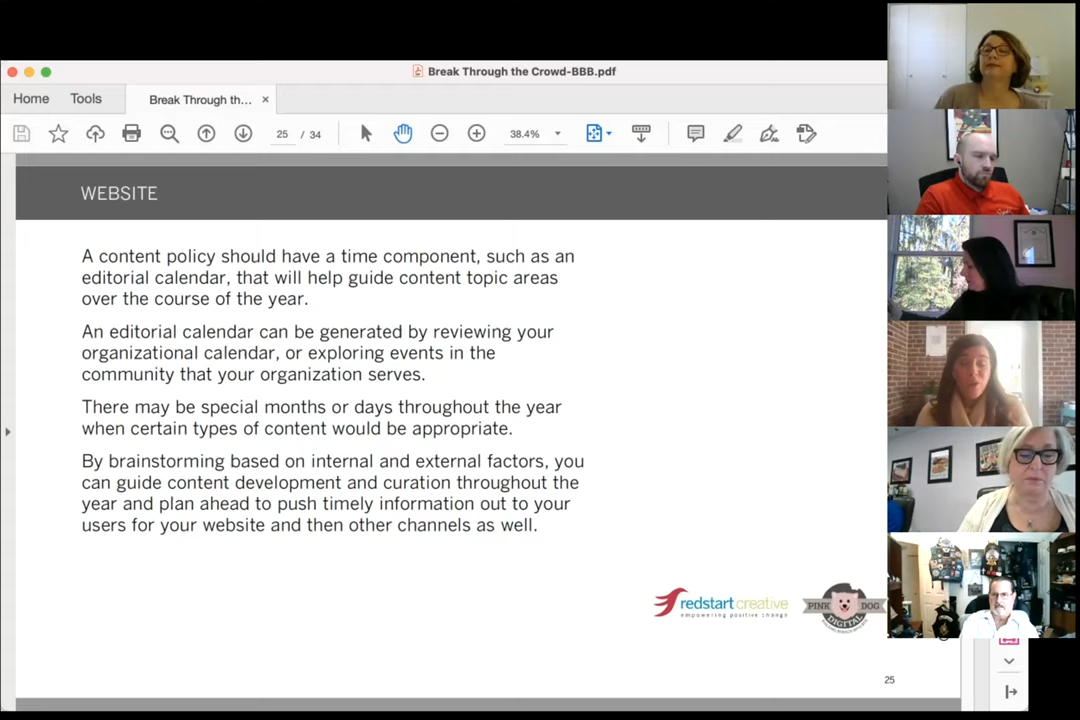 Break Through the Crowd-BBB.pdf
Home
Tools
Break Through th...
×
25 / 34
38.4%
WEBSITE
A content policy should have a time component, such as an
editorial calendar, that will help guide content topic areas
over the course of the year.
An editorial calendar can be generated by reviewing your
organizational calendar, or exploring events in the
community that your organization serves.
There may be special months or days throughout the year
when certain types of content would be appropriate.
By brainstorming based on internal and external factors, you
can guide content development and curation throughout the
year and plan ahead to push timely information out to your
users for your website and then other channels as well.
redstart creative
empowering positive change
PINK DOG
DIGITAL
25